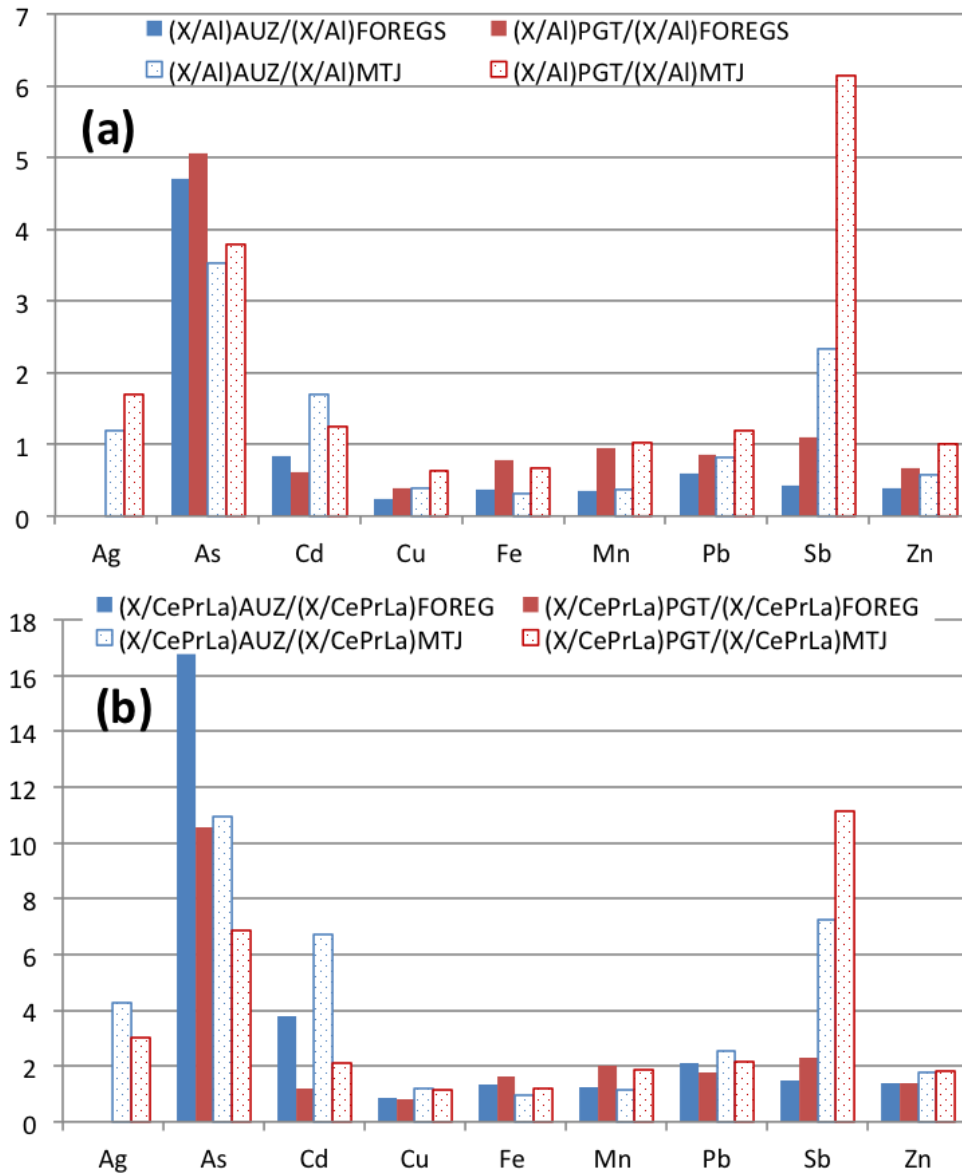 7
(X/Al)AUZ/(X/Al)FOREGS (X/Al)PGT/(X/Al)FOREGS
(X/Al)AUZ/(X/Al)MTJ (X/Al)PGT/(X/Al)MTJ
6
(a)
5
4
3
2
1
0
Ag As Cd Cu Fe Mn Pb Sb Zn
(X/CePrLa)AUZ/(X/CePrLa)FOREG (X/CePrLa)PGT/(X/CePrLa)FOREG
18
(X/CePrLa)AUZ/(X/CePrLa)MTJ (X/CePrLa)PGT/(X/CePrLa)MTJ
16
(b)
14
12
10
8
6
4
2
0
Ag As Cd Cu Fe Mn Pb Sb Zn